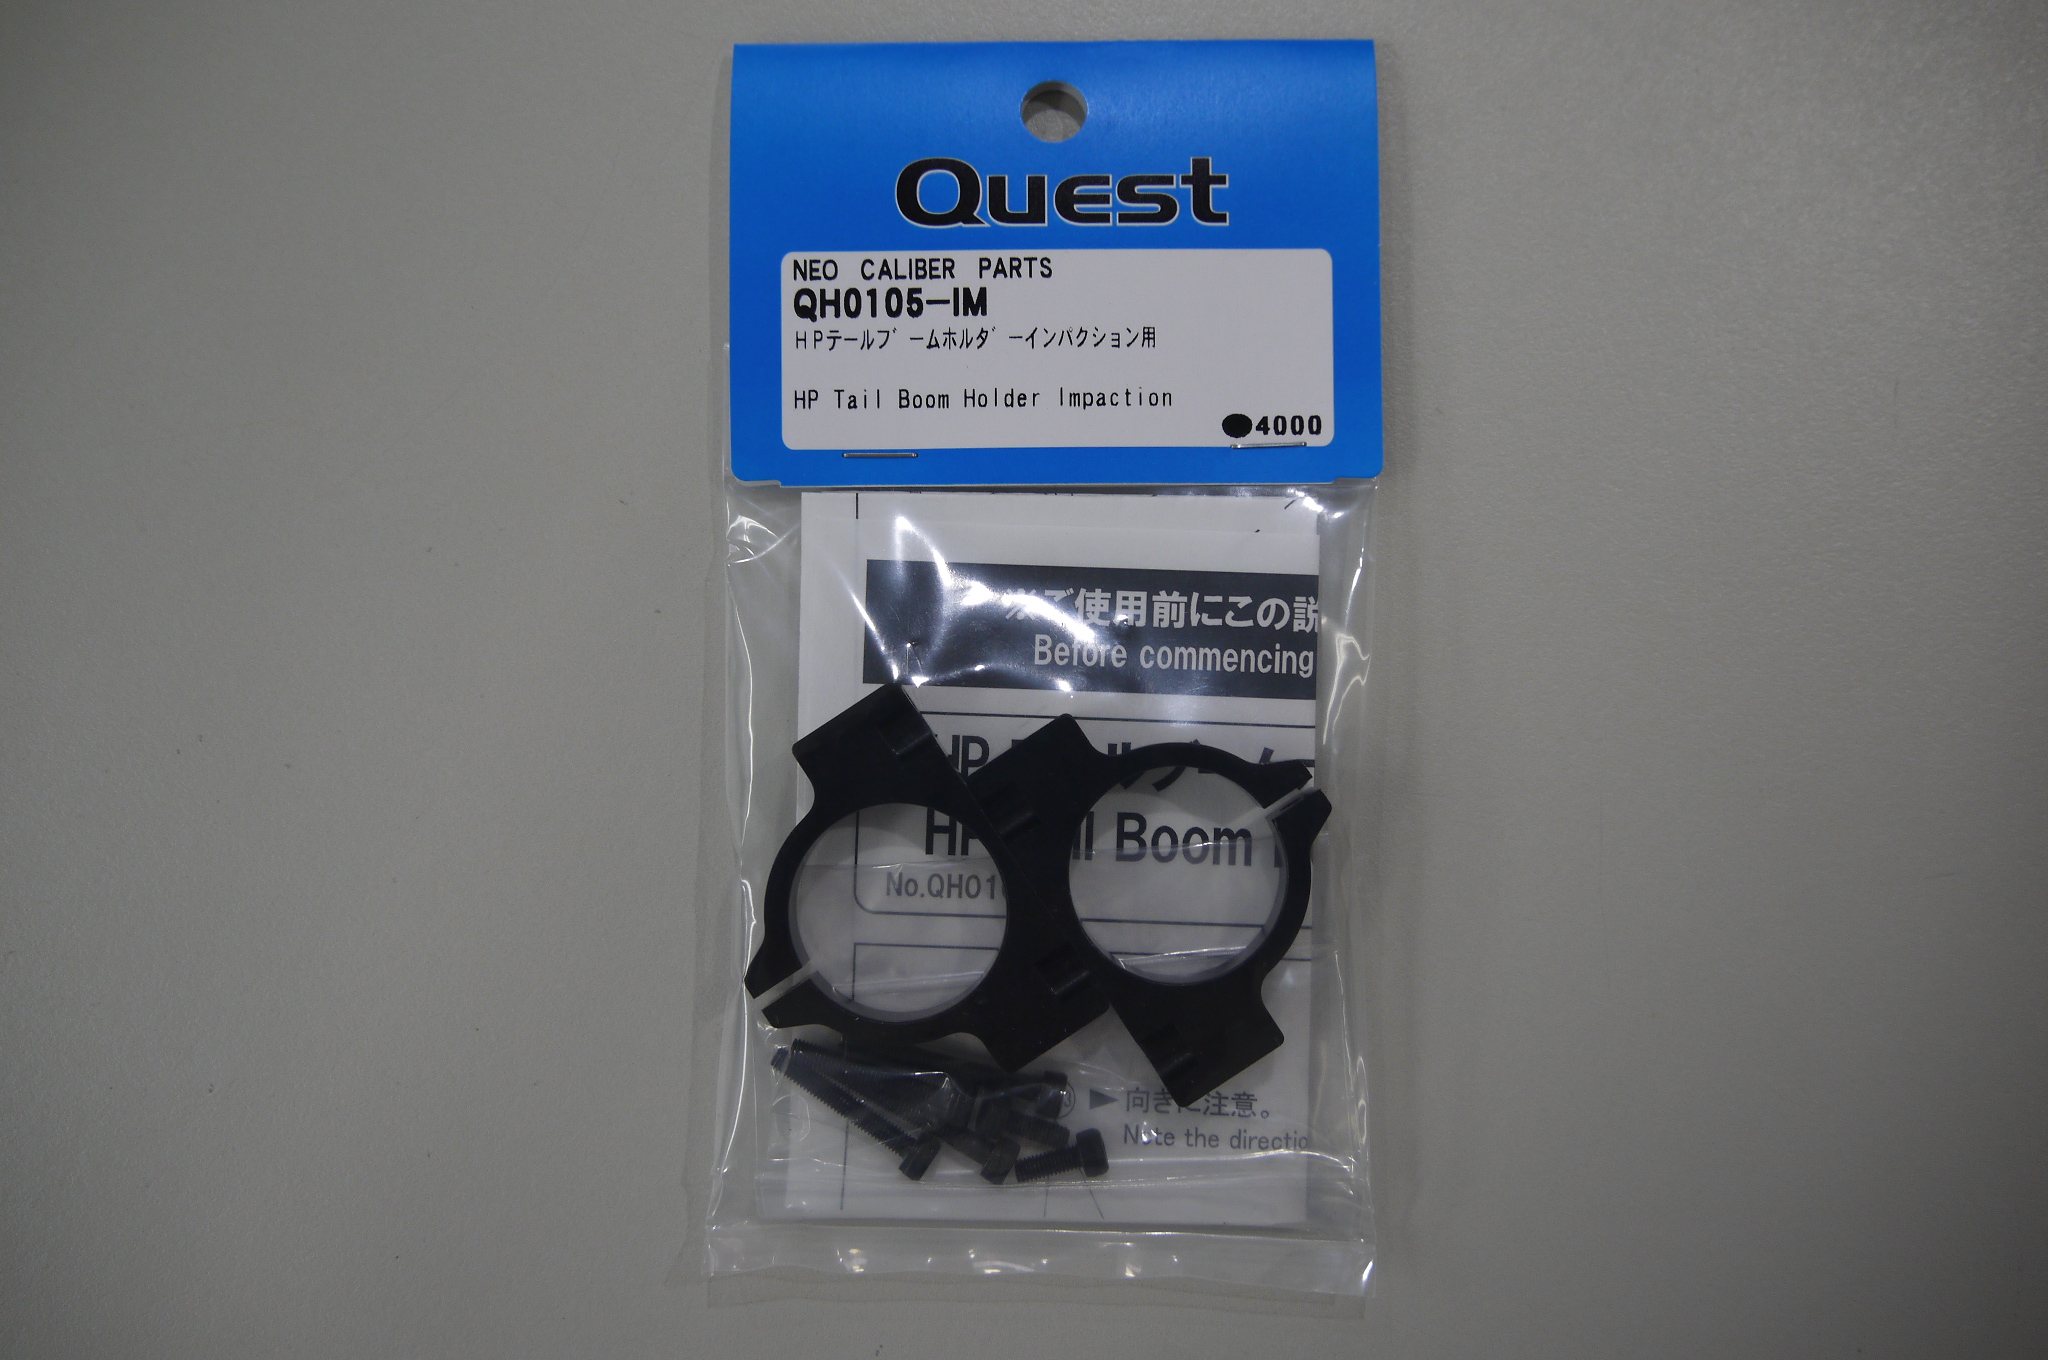 Quest
NEO CALIBER PARTS
QH0105-IM
HPテールブームホルダーインパクション用
HP Tail Boom Holder Impaction
●4000
※ご使用前にこの説
Before commencing
HP
HP Boom
No.QH01
▶向きに注意。
Note the directio